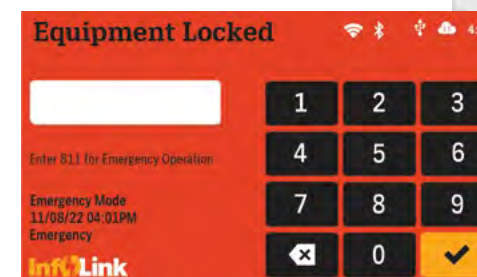 Equipment Locked
1 2 3
Enter 811 for Emergency Operation
4 5 6
Emergency Mode
11/08/22 04:01PM
7 8 9
Emergency
0
InfoLink